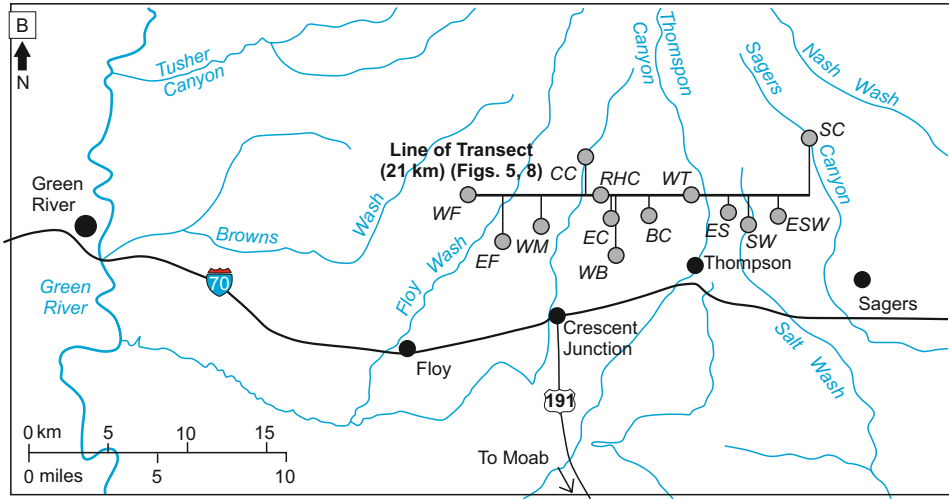 B
N
Tusher
Canyon
Thomspon
Canyon
Sagers
Canyon
Nash Wash
Line of Transect
(21 km) (Figs. 5, 8)
CC
RHC
WT
SC
WF
EF
WM
EC
WB
BC
ES
SW
ESW
Green
River
Browns Wash
Floy Wash
Green
River
70
Thompson
Sagers
Crescent
Junction
Floy
Salt Wash
191
To Moab
0 km 5 10 15
0 miles 5 10